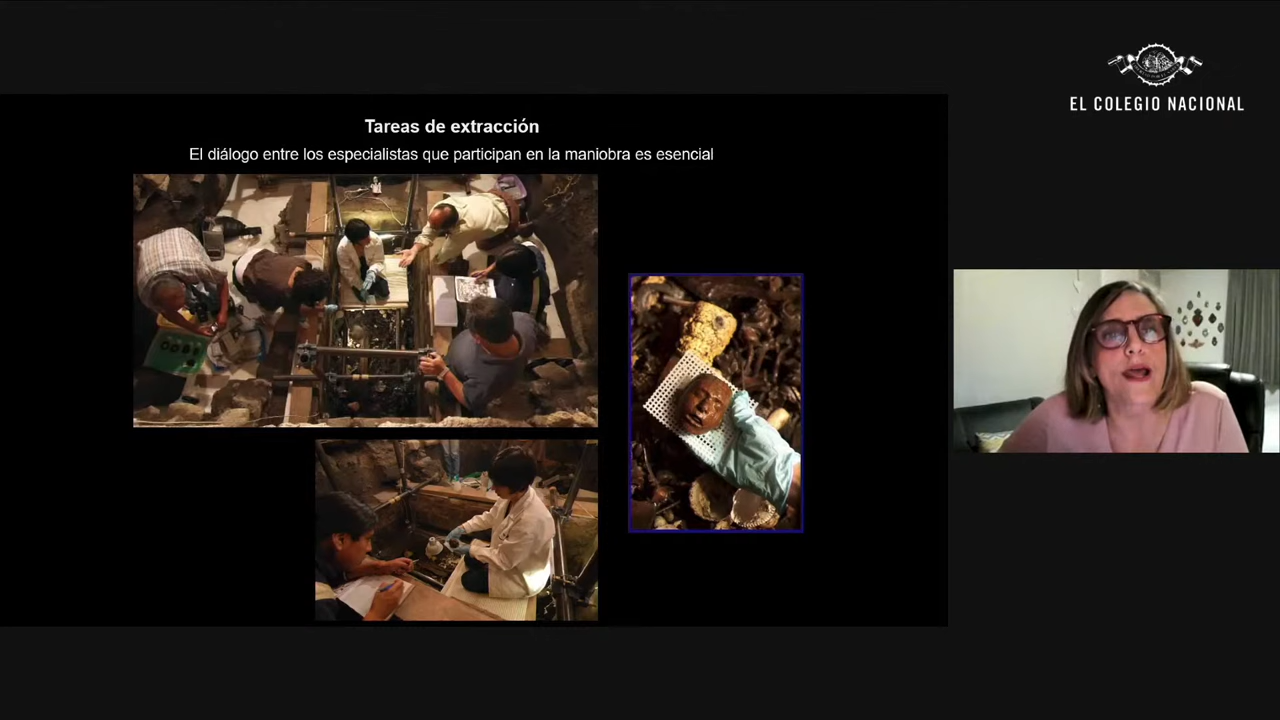 EL COLEGIO NACIONAL
Tareas de extracción
El diálogo entre los especialistas que participan en la maniobra es esencial